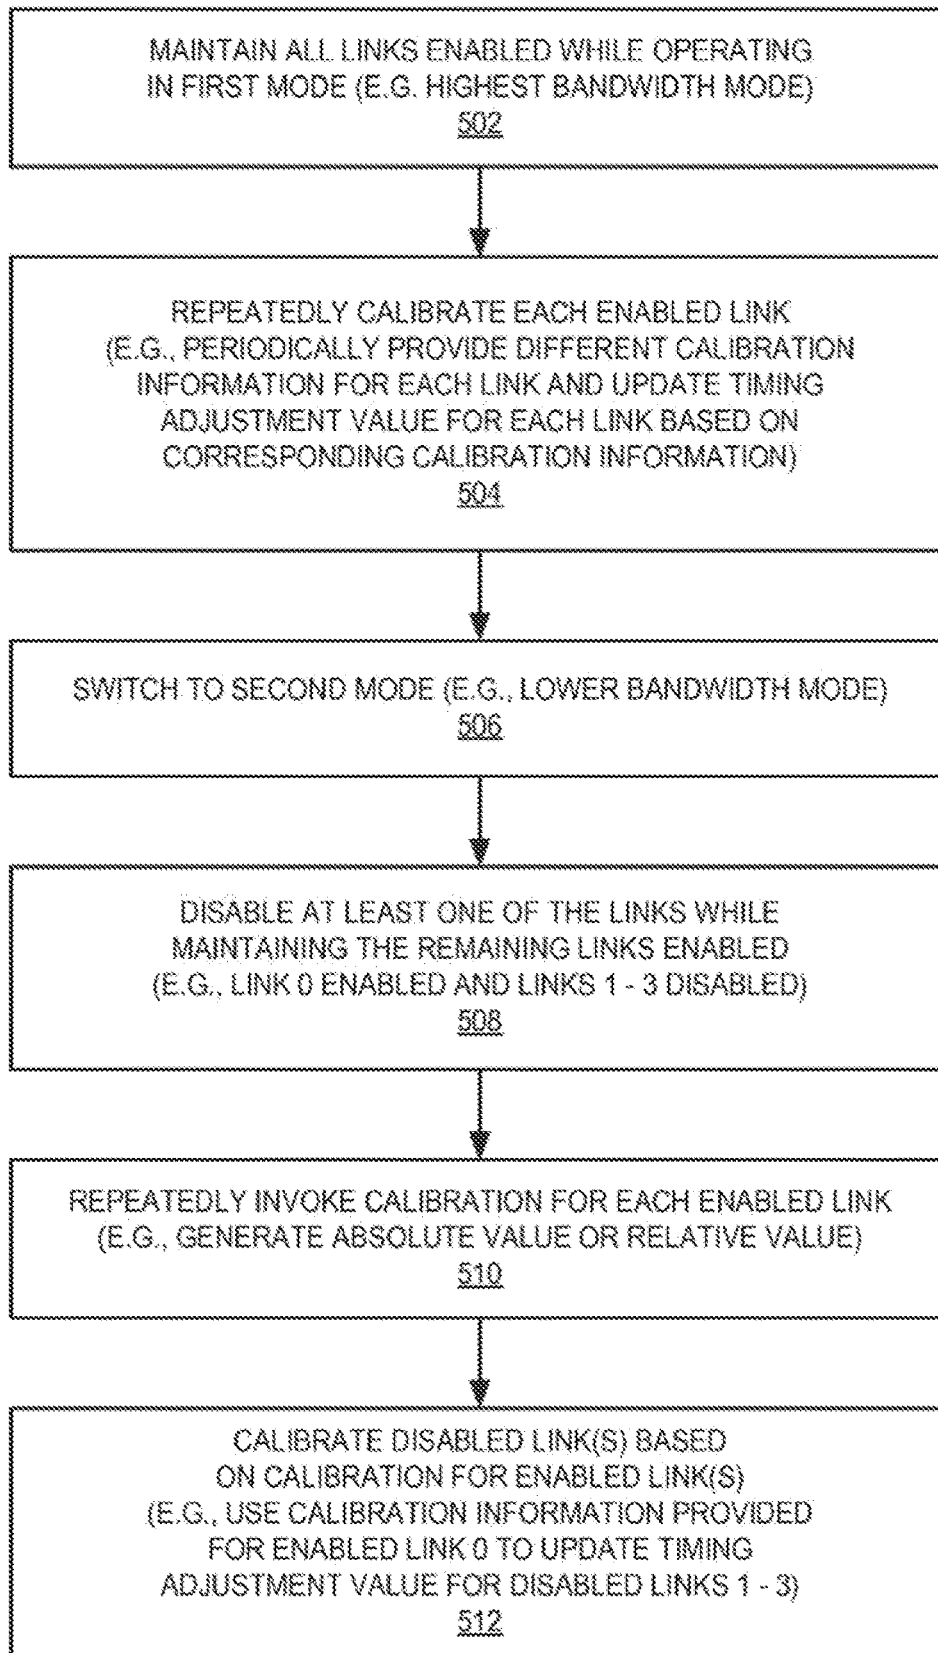 MAINTAIN ALL LINKS ENABLED WHILE OPERATING
IN FIRST MODE (E.G. HIGHEST BANDWIDTH MODE)
502
REPEATEDLY CALIBRATE EACH ENABLED LINK
(E.G., PERIODICALLY PROVIDE DIFFERENT CALIBRATION
INFORMATION FOR EACH LINK AND UPDATE TIMING
ADJUSTMENT VALUE FOR EACH LINK BASED ON
CORRESPONDING CALIBRATION INFORMATION)
504
SWITCH TO SECOND MODE (E.G., LOWER BANDWIDTH MODE)
506
DISABLE AT LEAST ONE OF THE LINKS WHILE
MAINTAINING THE REMAINING LINKS ENABLED
(E.G., LINK 0 ENABLED AND LINKS 1 - 3 DISABLED)
508
REPEATEDLY INVOKE CALIBRATION FOR EACH ENABLED LINK
(E.G., GENERATE ABSOLUTE VALUE OR RELATIVE VALUE)
510
CALIBRATE DISABLED LINK(S) BASED
ON CALIBRATION FOR ENABLED LINK(S)
(E.G., USE CALIBRATION INFORMATION PROVIDED
FOR ENABLED LINK 0 TO UPDATE TIMING
ADJUSTMENT VALUE FOR DISABLED LINKS 1 - 3)
512